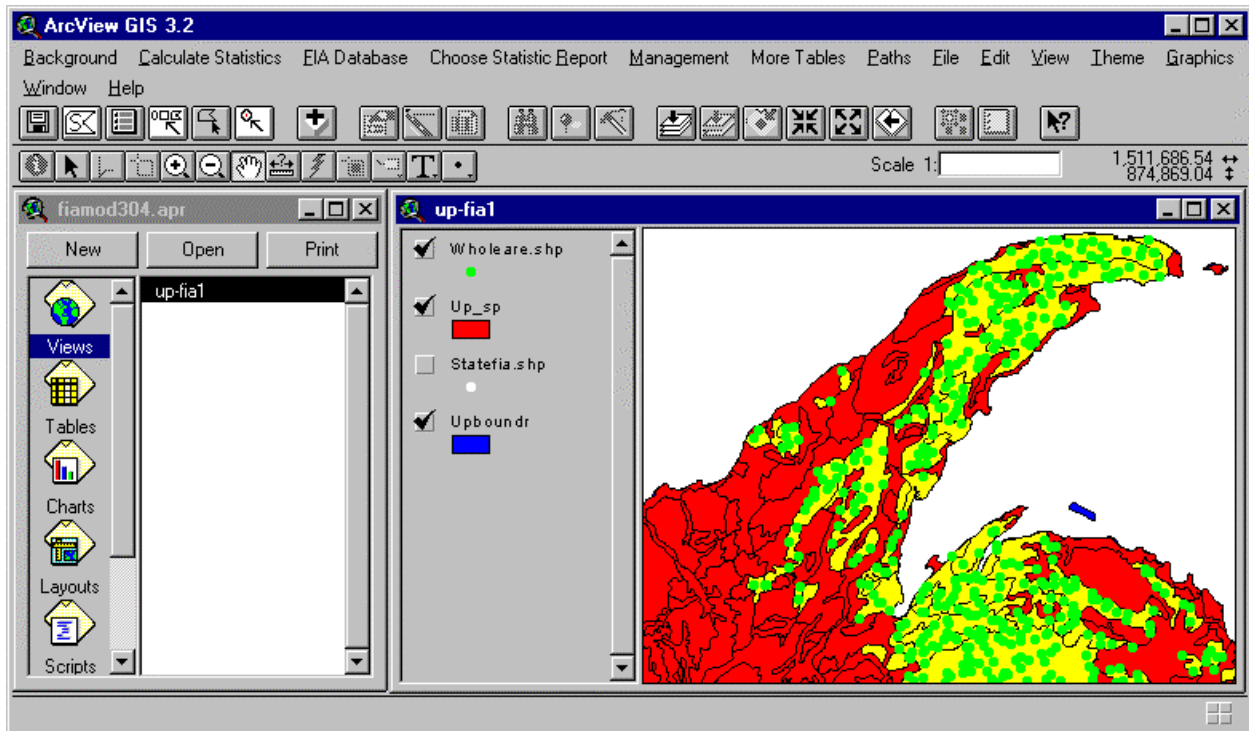 ArcView GIS 3.2
Background Calculate Statistics FIA Database Choose Statistic Report Management More Tables Paths File Edit View Theme Graphics
Window Help
T
Scale 1:
1,511,686.54
874,869.04
fiamod304.apr
New Open Print
up-fia1
Views
Tables
Charts
Layouts
Scripts
up-fia1
Wholeare.shp
Up_sp
Statefia.shp
Upboundr